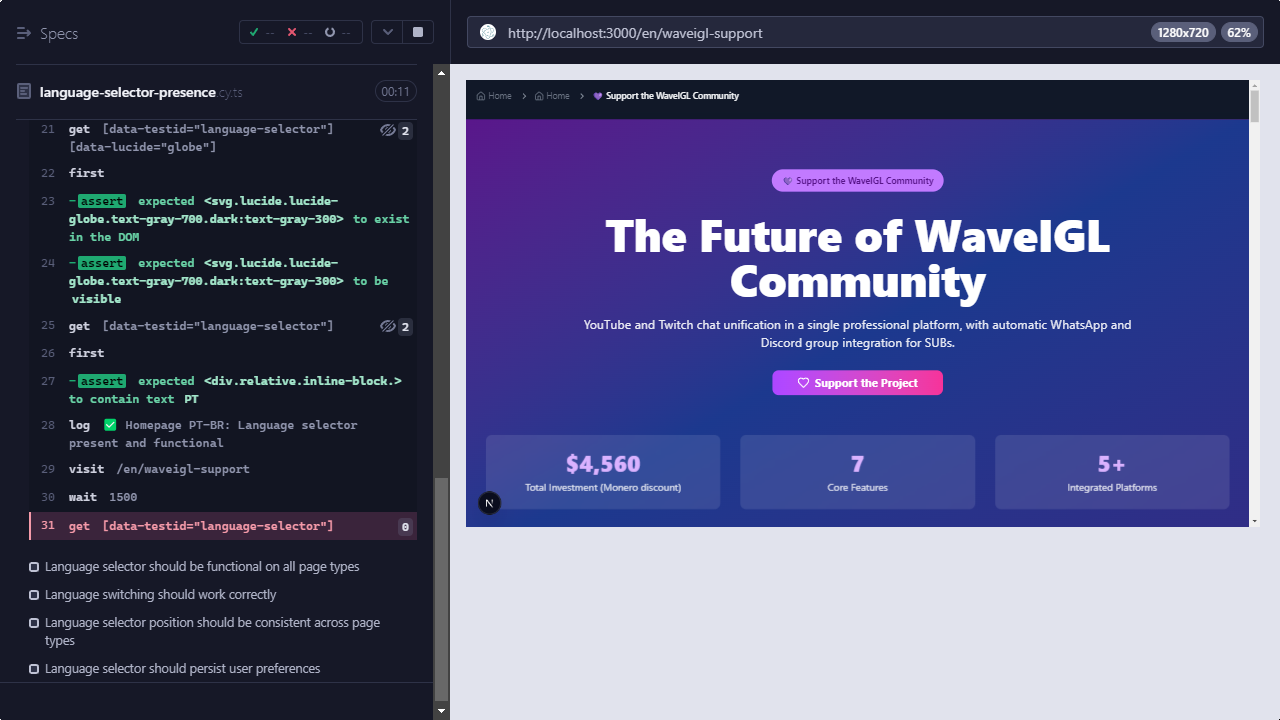 Specs
-- -- --
language-selector-presence.cy.ts
00:11
21 get [data-testid="language-selector"] 2
[data-lucide="globe"]
22 first
23 -assert expected <svg.lucide.lucide-
globe.text-gray-700.dark:text-gray-300> to exist
in the DOM
24 -assert expected <svg.lucide.lucide-
globe.text-gray-700.dark:text-gray-300> to be
visible
25 get [data-testid="language-selector"] 2
26 first
27 -assert expected <div.relative.inline-block.>
to contain text PT
28 log ✅ Homepage PT-BR: Language selector
present and functional
29 visit /en/waveigl-support
30 wait 1500
31 get [data-testid="language-selector"] 0
Language selector should be functional on all page types
Language switching should work correctly
Language selector position should be consistent across page
types
Language selector should persist user preferences
http://localhost:3000/en/waveigl-support
1280x720
62%
Home > Home > 💜 Support the WaveIGL Community
Support the WaveIGL Community
The Future of WaveIGL
Community
YouTube and Twitch chat unification in a single professional platform, with automatic WhatsApp and
Discord group integration for SUBs.
Support the Project
$4,560
Total Investment (Monero discount)
7
Core Features
5+
Integrated Platforms
N